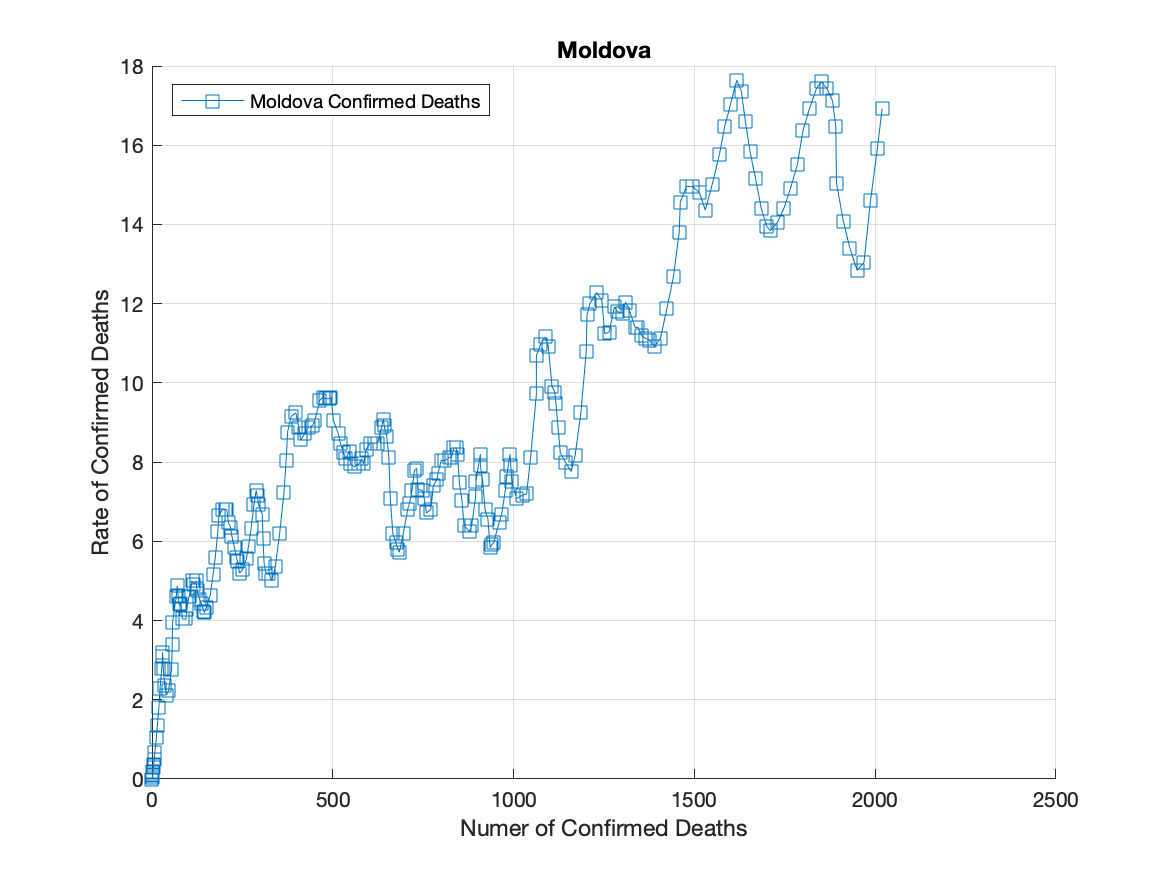 Moldova
Moldova Confirmed Deaths
Rate of Confirmed Deaths
18
16
14
12
10
8
6
4
2
0
0 500 1000 1500 2000 2500
Numer of Confirmed Deaths